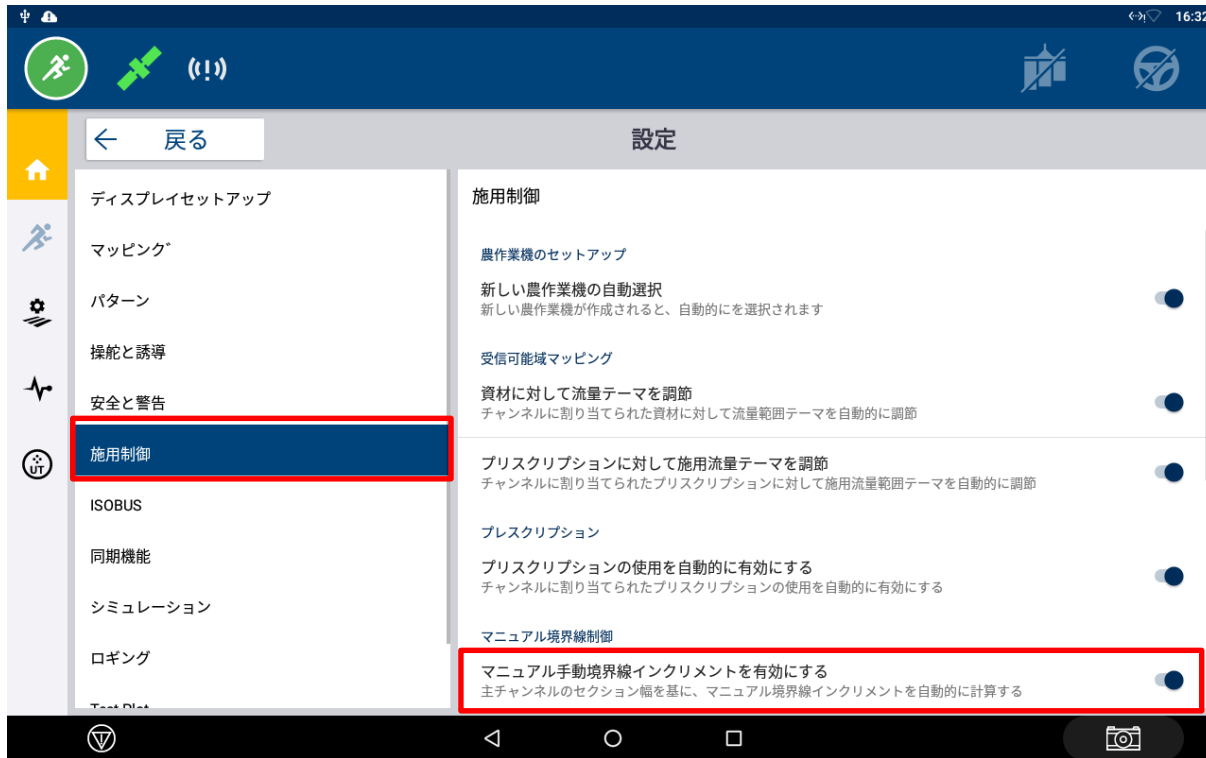 16:32
戻る
設定
ディスプレイセットアップ
マッピング
パターン
操舵と誘導
安全と警告
施用制御
ISOBUS
同期機能
シミュレーション
ロギング
Test Plot
UT
施用制御
農作業機のセットアップ
新しい農作業機の自動選択
新しい農作業機が作成されると、自動的にを選択されます
受信可能域マッピング
資材に対して流量テーマを調節
チャンネルに割り当てられた資材に対して流量範囲テーマを自動的に調節
プリスクリプションに対して施用流量テーマを調節
チャンネルに割り当てられたプリスクリプションに対して施用流量範囲テーマを自動的に調節
プレスクリプション
プリスクリプションの使用を自動的に有効にする
チャンネルに割り当てられたプリスクリプションの使用を自動的に有効にする
マニュアル境界線制御
マニュアル手動境界線インクリメントを有効にする
主チャンネルのセクション幅を基に、マニュアル境界線インクリメントを自動的に計算する